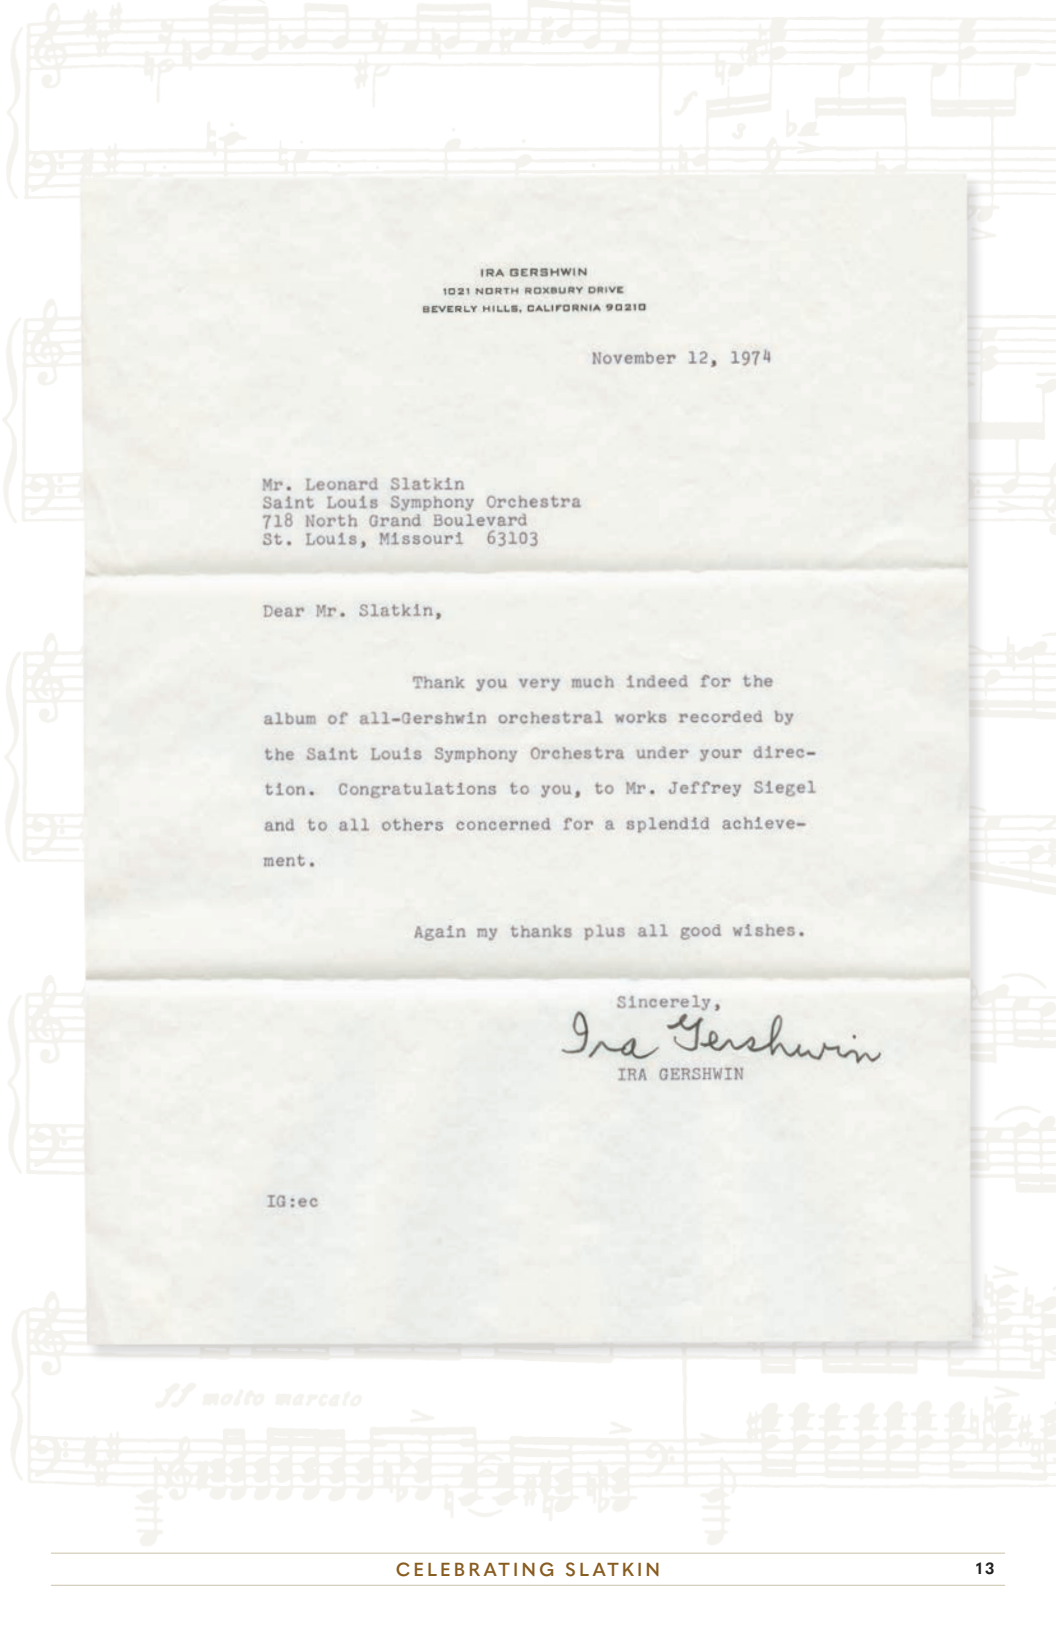 IRA GERSHWIN
1021 NORTH ROXBURY DRIVE
BEVERLY HILLS, CALIFORNIA 90210
November 12, 1974
Mr. Leonard Slatkin
Saint Louis Symphony Orchestra
718 North Grand Boulevard
St. Louis, Missouri  63103
Dear Mr. Slatkin,
Thank you very much indeed for the
album of all-Gershwin orchestral works recorded by
the Saint Louis Symphony Orchestra under your direc-
tion.  Congratulations to you, to Mr. Jeffrey Siegel
and to all others concerned for a splendid achieve-
ment.
Again my thanks plus all good wishes.
Sincerely,
Ira Gershwin
IRA GERSHWIN
IG:ec
ff molto marcato
CELEBRATING SLATKIN
13